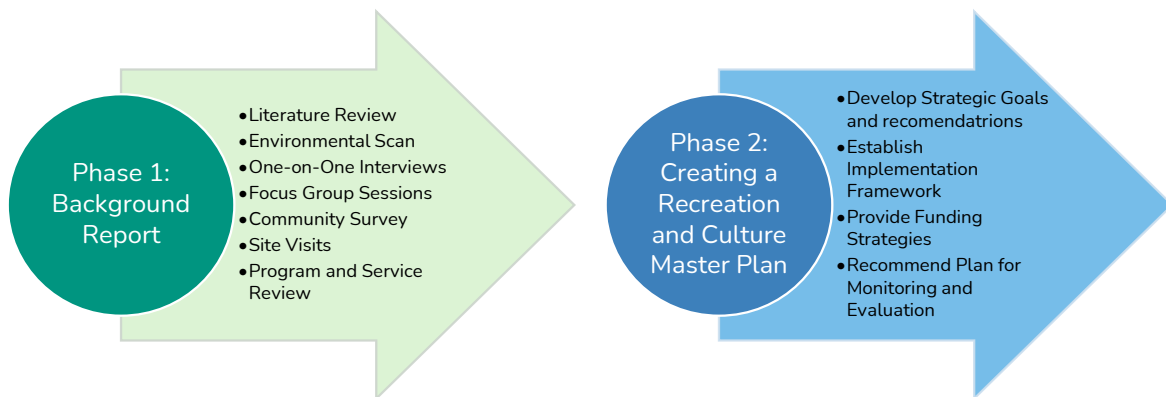 Phase 1:
Background
Report
•Literature Review
•Environmental Scan
•One-on-One Interviews
•Focus Group Sessions
•Community Survey
•Site Visits
•Program and Service
Review
Phase 2:
Creating a
Recreation
and Culture
Master Plan
•Develop Strategic Goals
and recomendatrions
•Establish
Implementation
Framework
•Provide Funding
Strategies
•Recommend Plan for
Monitoring and
Evaluation